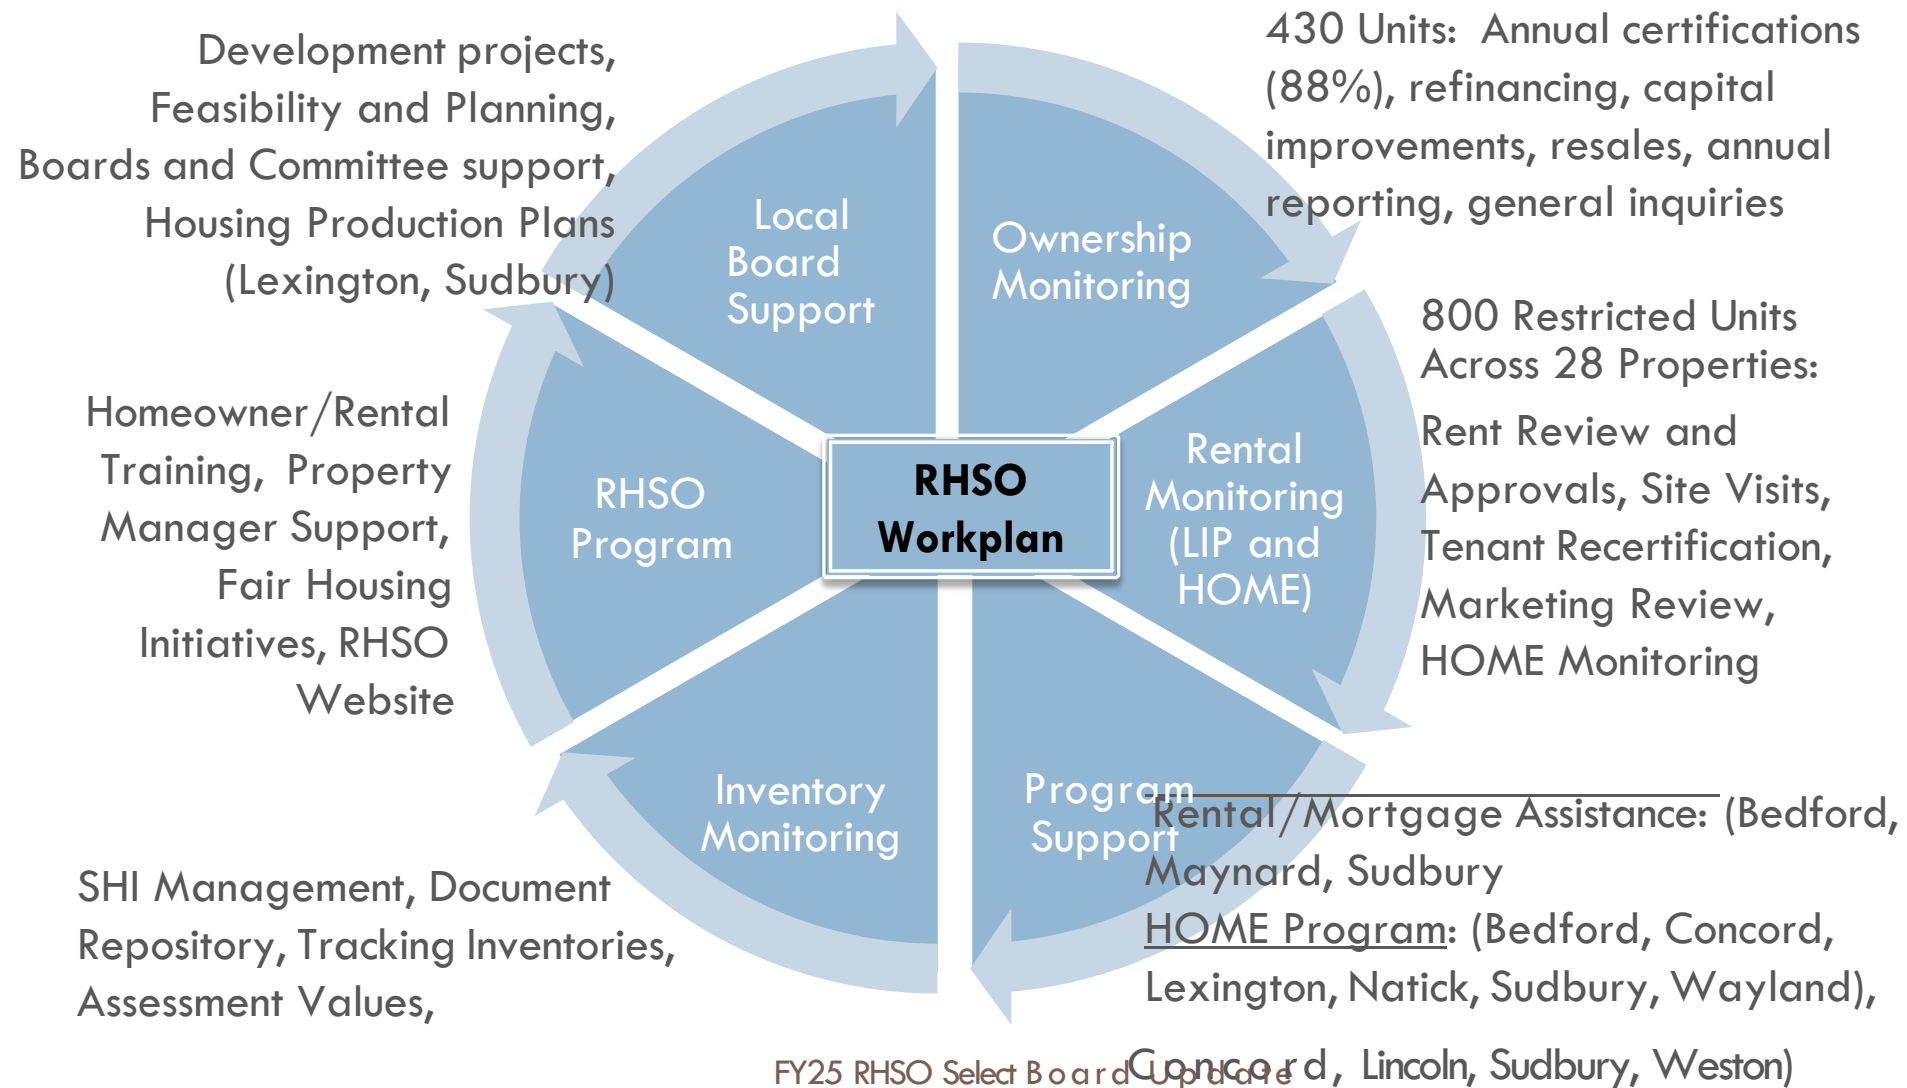 Development projects,
Feasibility and Planning,
Boards and Committee support,
Housing Production Plans
(Lexington, Sudbury)
430 Units: Annual certifications
(88%), refinancing, capital
improvements, resales, annual
reporting, general inquiries
Local
Board
Support
Ownership
Monitoring
800 Restricted Units
Across 28 Properties:
Rent Review and
Approvals, Site Visits,
Tenant Recertification,
Marketing Review,
HOME Monitoring
Homeowner/Rental
Training, Property
Manager Support,
Fair Housing
Initiatives, RHSO
Website
RHSO
Program
RHSO
Workplan
Rental
Monitoring
(LIP and
HOME)
Inventory
Monitoring
Program
Support
Rental/Mortgage Assistance: (Bedford,
Maynard, Sudbury
HOME Program: (Bedford, Concord,
Lexington, Natick, Sudbury, Wayland),
Concord, Lincoln, Sudbury, Weston)
SHI Management, Document
Repository, Tracking Inventories,
Assessment Values,
FY25 RHSO Select Board Update